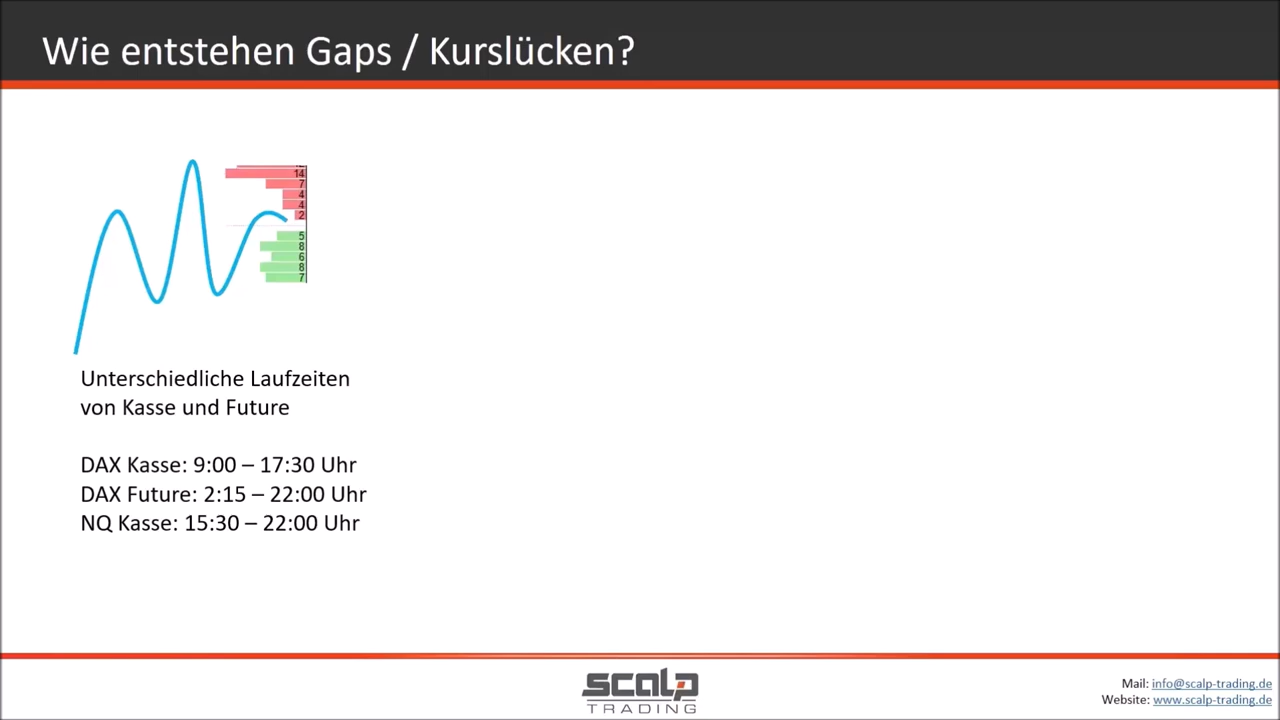 Wie entstehen Gaps / Kurslücken?
14
7
4
4
2
5
8
6
8
7
Unterschiedliche Laufzeiten
von Kasse und Future
DAX Kasse: 9:00 – 17:30 Uhr
DAX Future: 2:15 – 22:00 Uhr
NQ Kasse: 15:30 – 22:00 Uhr
scalp
TRADING
Mail: info@scalp-trading.de
Website: www.scalp-trading.de